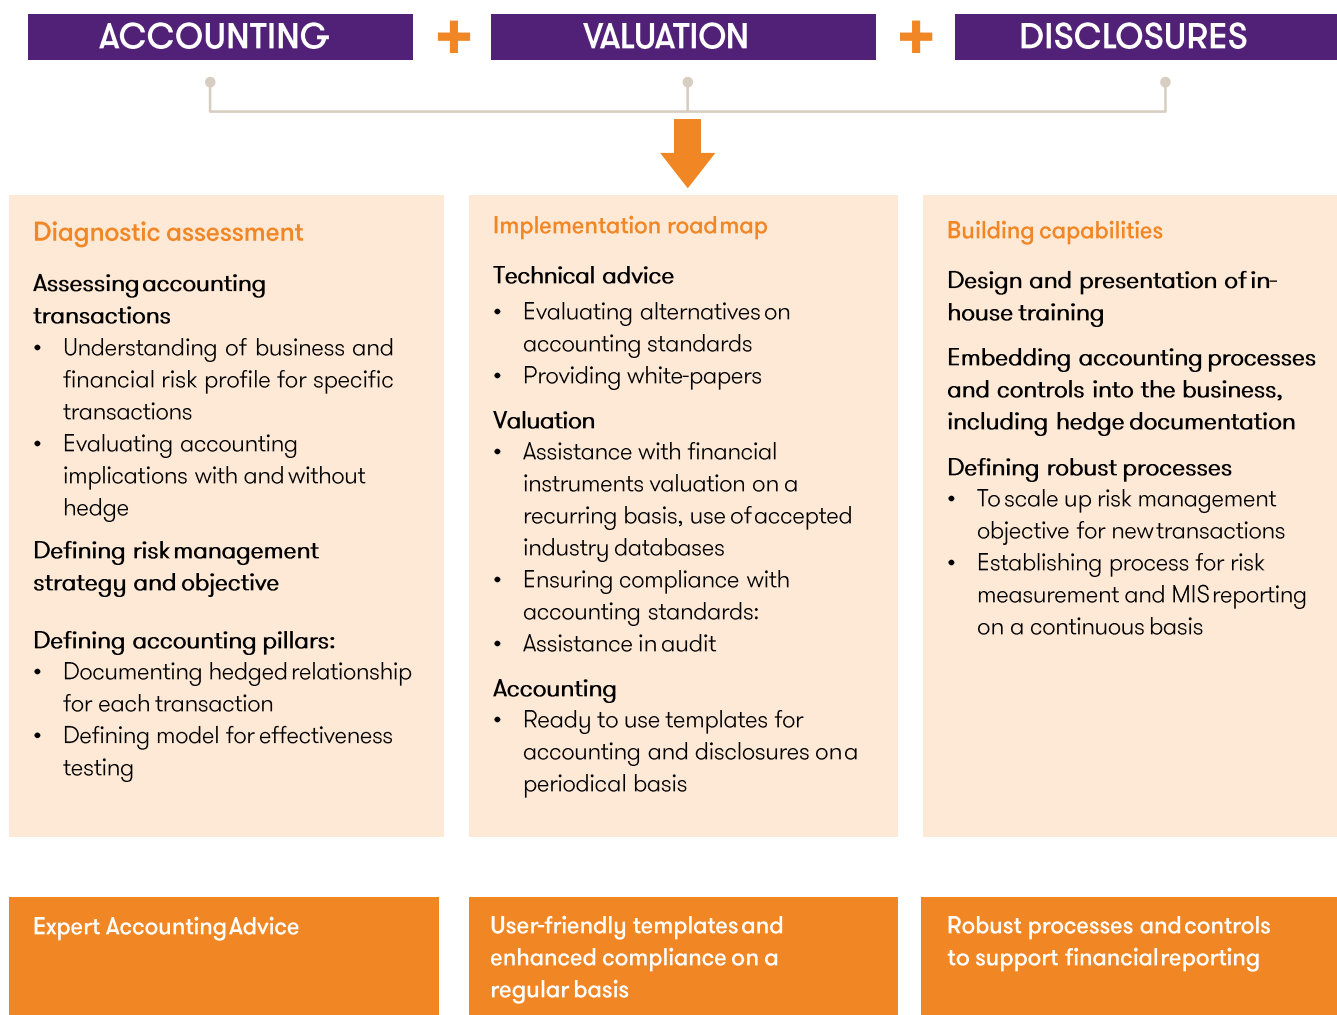 ACCOUNTING + VALUATION + DISCLOSURES
Diagnostic assessment
Assessing accounting
transactions
• Understanding of business and
financial risk profile for specific
transactions
• Evaluating accounting
implications with and without
hedge
Defining risk management
strategy and objective
Defining accounting pillars:
• Documenting hedged relationship
for each transaction
• Defining model for effectiveness
testing
Implementation roadmap
Technical advice
• Evaluating alternatives on
accounting standards
• Providing white-papers
Valuation
• Assistance with financial
instruments valuation on a
recurring basis, use of accepted
industry databases
• Ensuring compliance with
accounting standards:
• Assistance in audit
Accounting
• Ready to use templates for
accounting and disclosures on a
periodical basis
Building capabilities
Design and presentation of in-
house training
Embedding accounting processes
and controls into the business,
including hedge documentation
Defining robust processes
• To scale up risk management
objective for new transactions
• Establishing process for risk
measurement and MIS reporting
on a continuous basis
Expert Accounting Advice
User-friendly templates and
enhanced compliance on a
regular basis
Robust processes and controls
to support financial reporting